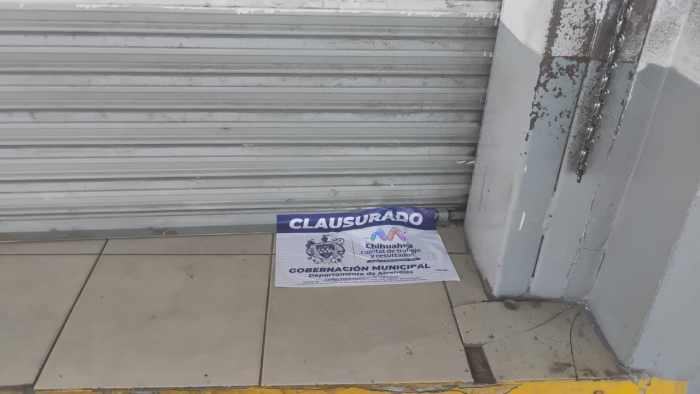 CLAUSURADO
Chihuahua
capital de trabajo
y resultados
GOBERNACIÓN MUNICIPAL
Departamento de Alcoholes